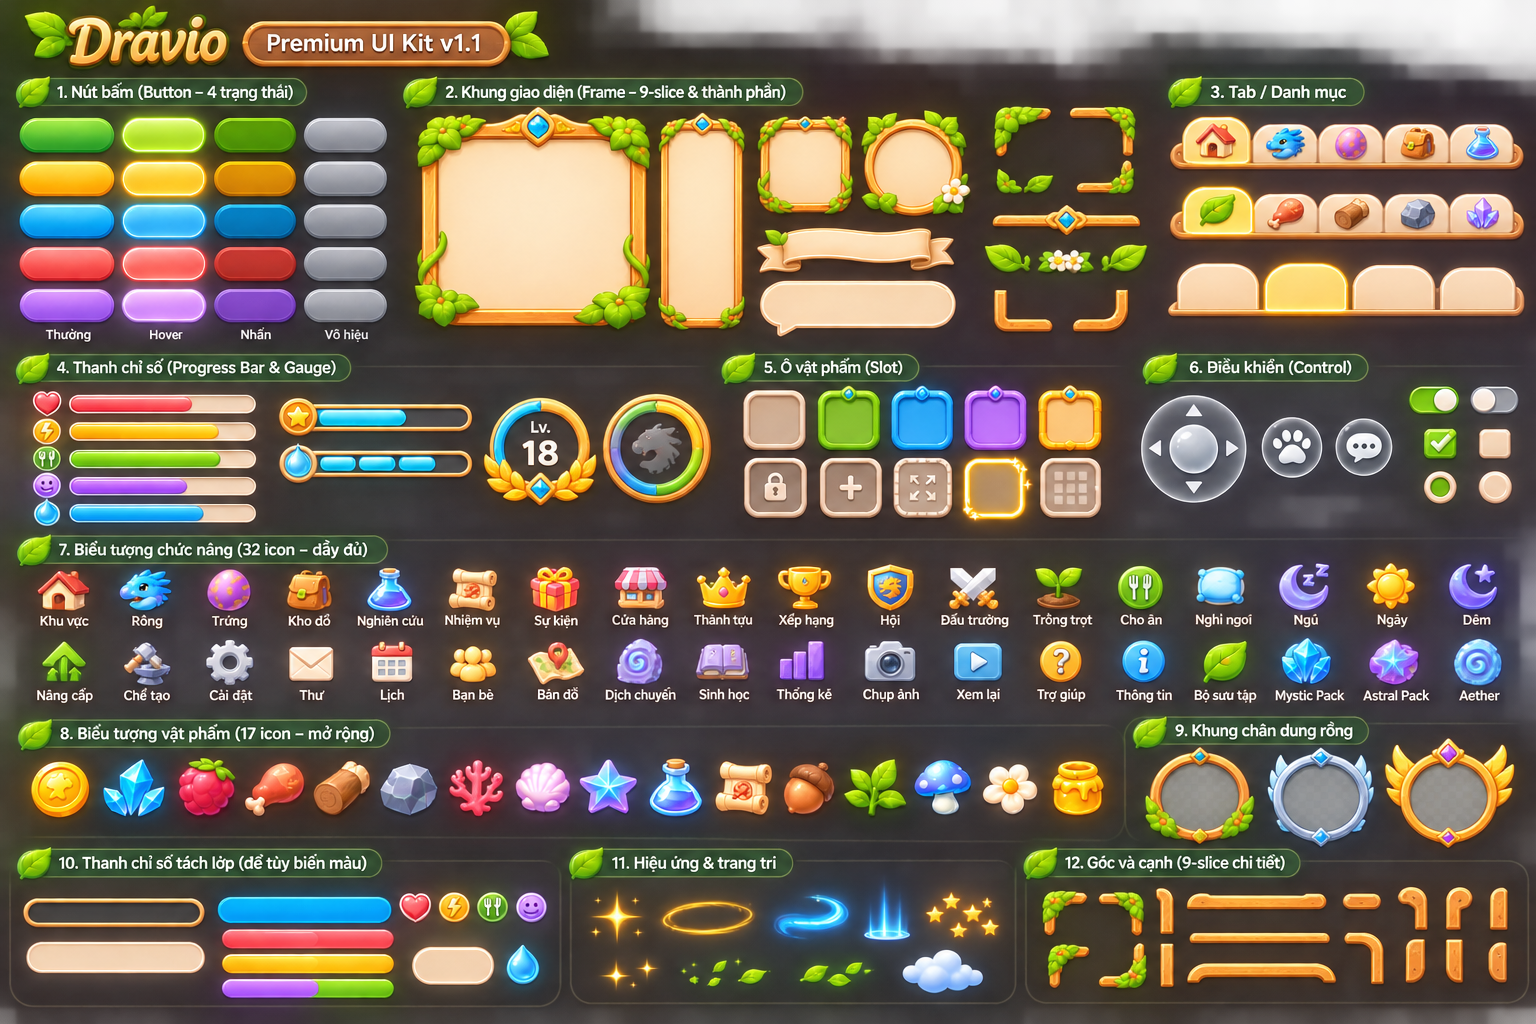 Dravio
Premium UI Kit v1.1
1. Nút bấm (Button – 4 trạng thái)
Thường
Hover
Nhấn
Vô hiệu
2. Khung giao diện (Frame – 9-slice & thành phần)
3. Tab / Danh mục
4. Thanh chỉ số (Progress Bar & Gauge)
Lv.
18
5. Ô vật phẩm (Slot)
6. Điều khiển (Control)
7. Biểu tượng chức năng (32 icon – đầy đủ)
Khu vực
Rồng
Trứng
Kho đồ
Nghiên cứu
Nhiệm vụ
Sự kiện
Cửa hàng
Thành tựu
Xếp hạng
Hội
Đấu trường
Trồng trọt
Cho ăn
Nghỉ ngơi
Ngủ
Ngày
Đêm
Nâng cấp
Chế tạo
Cài đặt
Thư
Lịch
Bạn bè
Bản đồ
Dịch chuyển
Sinh học
Thống kê
Chụp ảnh
Xem lại
Trợ giúp
Thông tin
Bộ sưu tập
Mystic Pack
Astral Pack
Aether
8. Biểu tượng vật phẩm (17 icon – mở rộng)
9. Khung chân dung rồng
10. Thanh chỉ số tách lớp (để tùy biến màu)
11. Hiệu ứng & trang trí
12. Góc và cạnh (9-slice chi tiết)